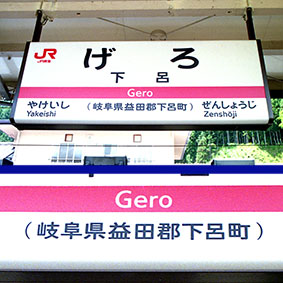 JR
JR東海
げろ
下呂
Gero
やけいし ぜんしょうじ
Yakeishi Zenshōji
(岐阜県益田郡下呂町)
Gero
(岐阜県益田郡下呂町)